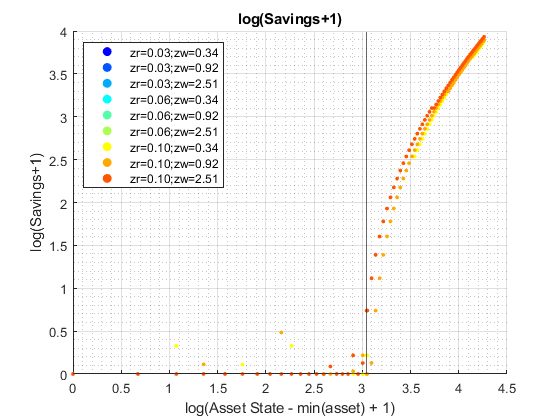 log(Savings+1)
zr=0.03;zw=0.34
zr=0.03;zw=0.92
zr=0.03;zw=2.51
zr=0.06;zw=0.34
zr=0.06;zw=0.92
zr=0.06;zw=2.51
zr=0.10;zw=0.34
zr=0.10;zw=0.92
zr=0.10;zw=2.51
log(Savings+1)
4
3.5
3
2.5
2
1.5
1
0.5
0
0 0.5 1 1.5 2 2.5 3 3.5 4 4.5
log(Asset State - min(asset) + 1)